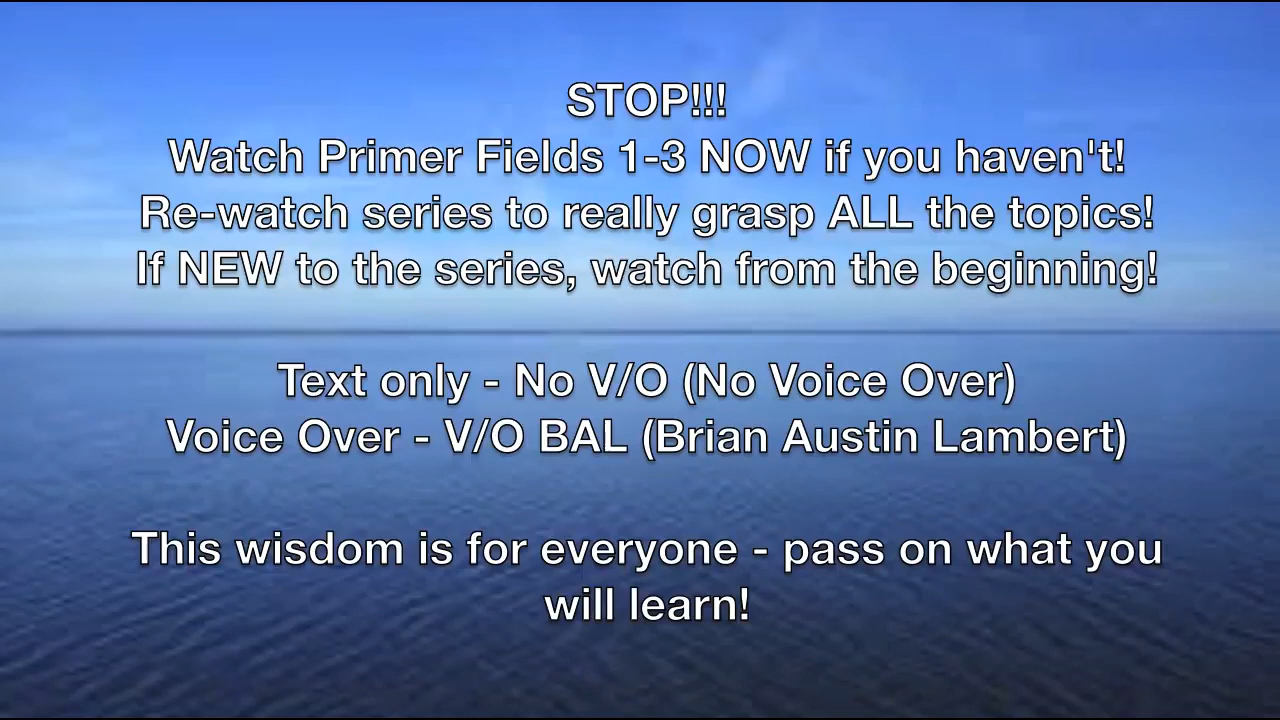 STOP!!!
Watch Primer Fields 1-3 NOW if you haven't!
Re-watch series to really grasp ALL the topics!
If NEW to the series, watch from the beginning!
Text only - No V/O (No Voice Over)
Voice Over - V/O BAL (Brian Austin Lambert)
This wisdom is for everyone - pass on what you
will learn!